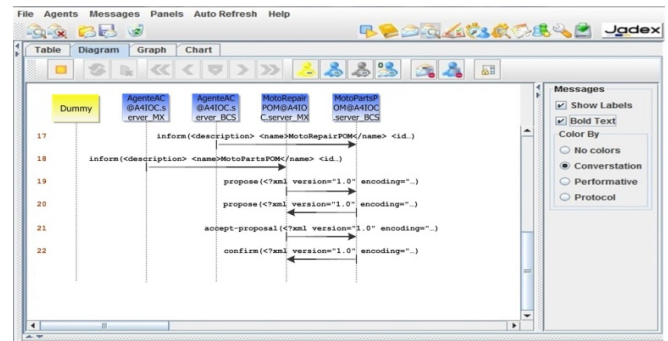 File Agents Messages Panels Auto Refresh Help
Jadex
Table Diagram Graph Chart
Dummy
AgenteAC
@A4IOC.s
erver_MX
AgenteAC
@A4IOC.s
erver_BCS
MotoRepair
POM@A4IO
C.server_MX
MotoPartsP
OM@A4IOC
.server_BCS
17 inform(<description> <name>MotoRepairPOM</name> <id…)
18 inform(<description> <name>MotoPartsPOM</name> <id…)
19 propose(<?xml version="1.0" encoding="…)
20 propose(<?xml version="1.0" encoding="…)
21 accept-proposal(<?xml version="1.0" encoding="…)
22 confirm(<?xml version="1.0" encoding="…)
Messages
Show Labels
Bold Text
Color By
No colors
Converstation
Performative
Protocol